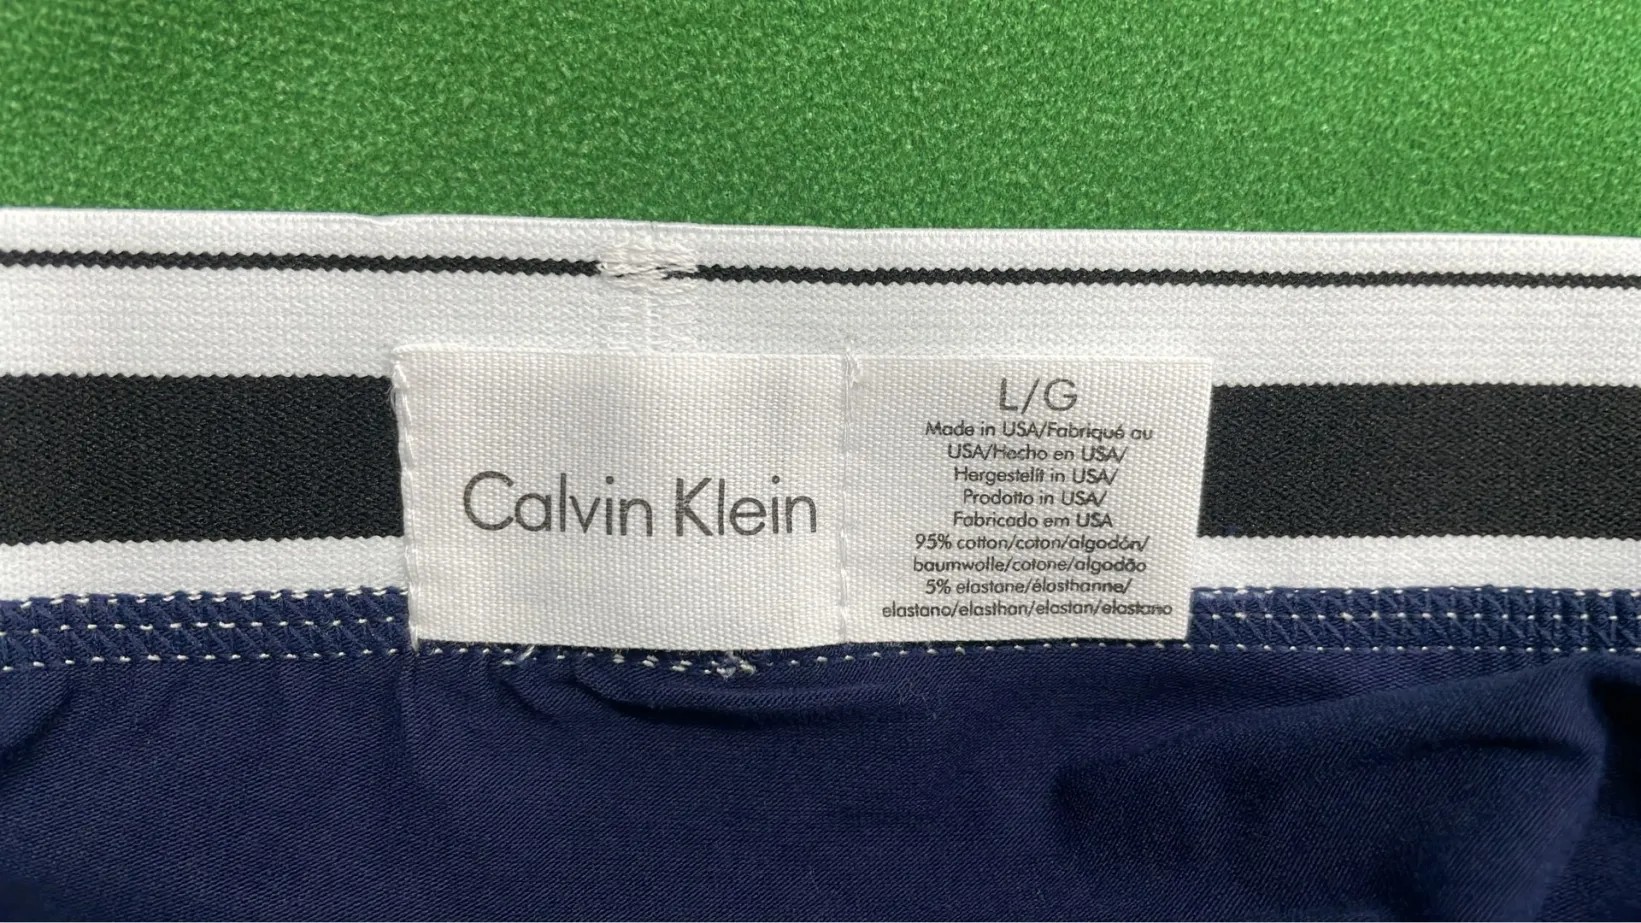 Calvin Klein
L/G
Made in USA/Fabriqué au
USA/Hecho en USA/
Hergestellt in USA/
Prodotto in USA/
Fabricado em USA
95% cotton/coton/algodón/
baumwolle/cotone/algodão
5% elastane/élasthanne/
elastano/elasthan/elastan/elastano